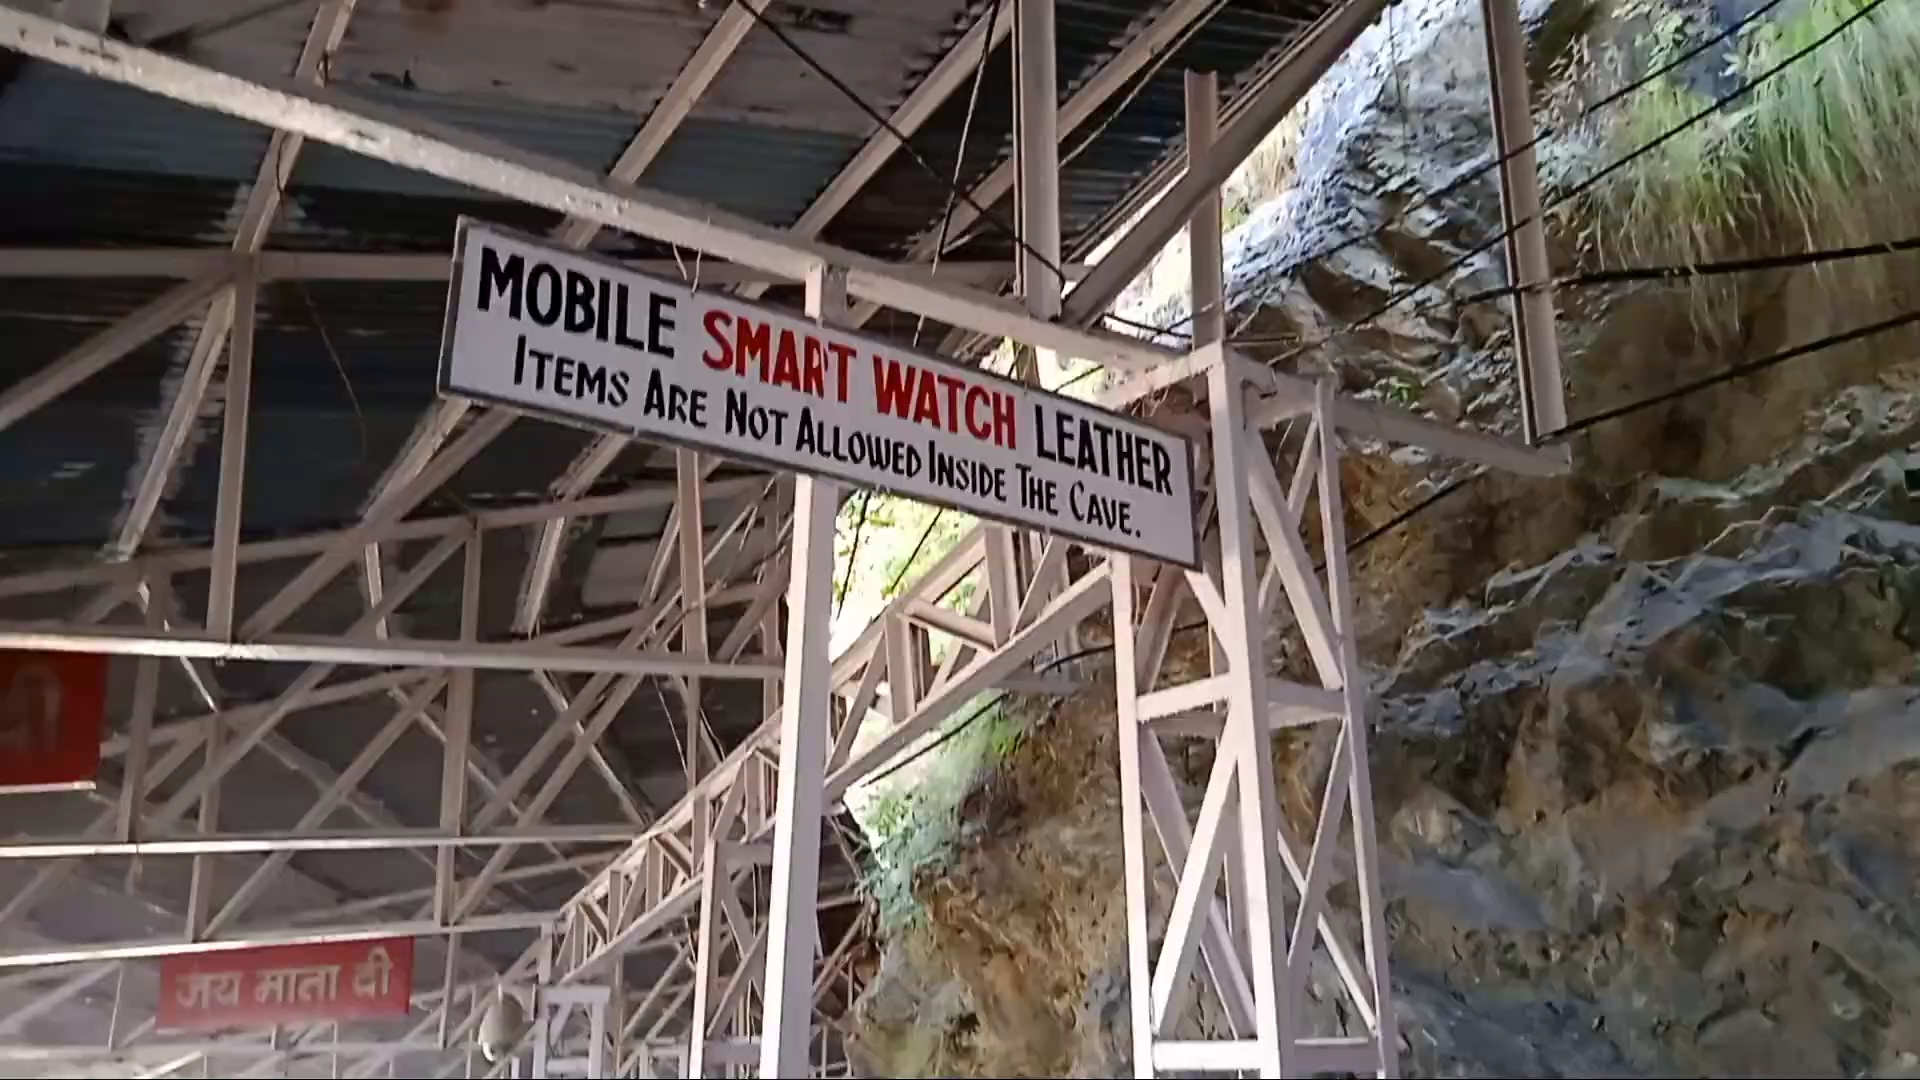 MOBILE SMART WATCH LEATHER
ITEMS ARE NOT ALLOWED INSIDE THE CAVE.
जय माता दी